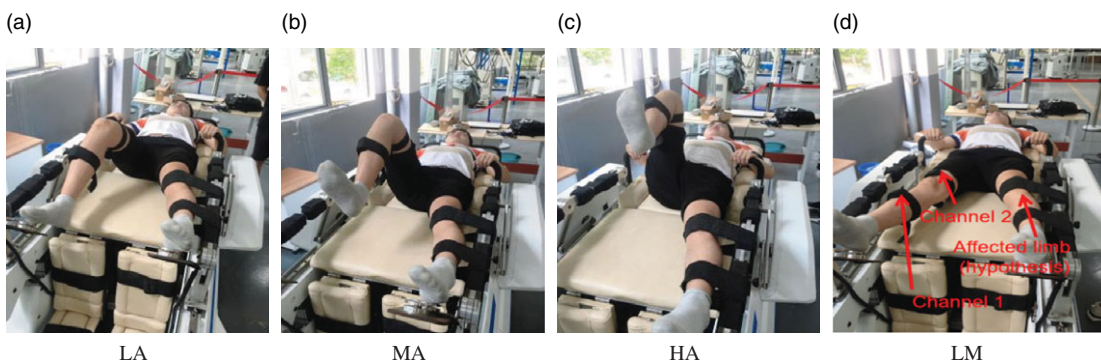 (a)
(b)
(c)
(d)
Channel 2
Affected limb
(hypothesis)
Channel 1
LA
MA
HA
LM